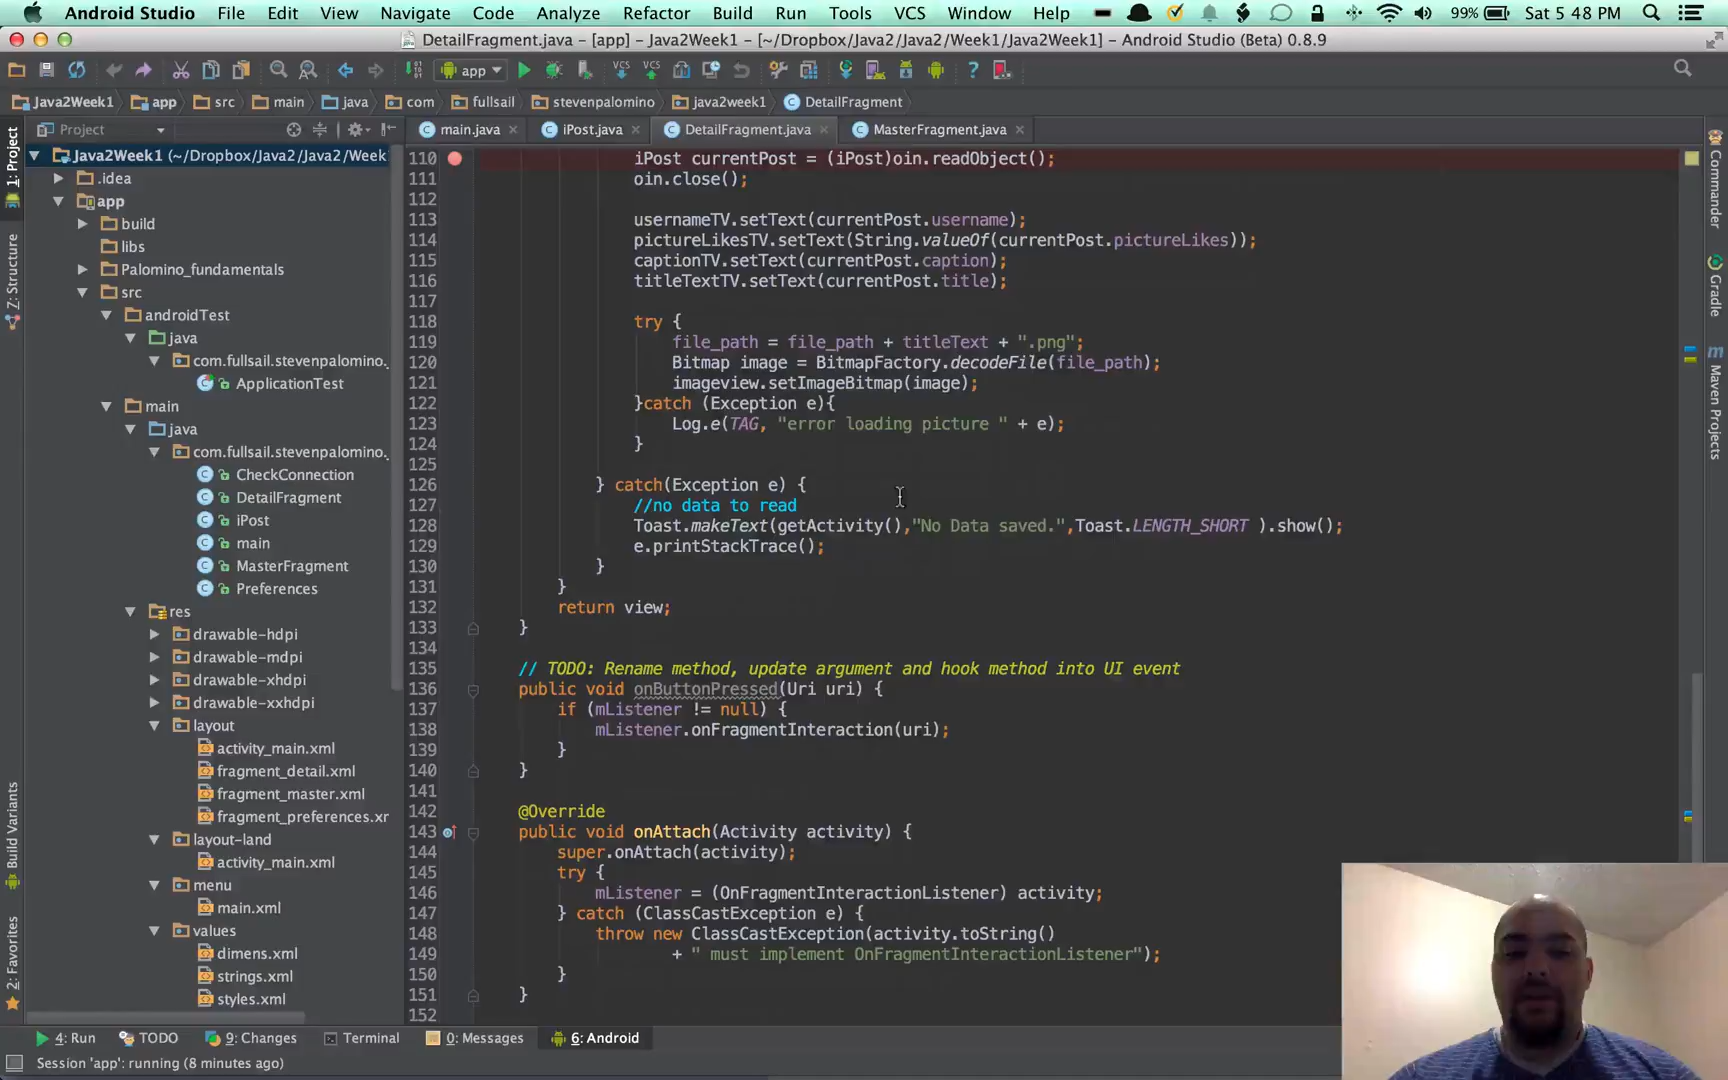 Android Studio File Edit View Navigate Code Analyze Refactor Build Run Tools VCS Window Help 99% Sat 5:48 PM
DetailFragment.java - [app] - Java2Week1 - [~/Dropbox/Java2/Java2/Week1/Java2Week1] - Android Studio (Beta) 0.8.9
app
Java2Week1 app src main java com fullsail stevenpalomino java2week1 DetailFragment
Project main.java iPost.java DetailFragment.java MasterFragment.java
1: Project
Z: Structure
Build Variants
2: Favorites
Java2Week1 (~/Dropbox/Java2/Java2/Week
.idea
app
build
libs
Palomino_fundamentals
src
androidTest
java
com.fullsail.stevenpalomino.
ApplicationTest
main
java
com.fullsail.stevenpalomino.
CheckConnection
DetailFragment
iPost
main
MasterFragment
Preferences
res
drawable-hdpi
drawable-mdpi
drawable-xhdpi
drawable-xxhdpi
layout
activity_main.xml
fragment_detail.xml
fragment_master.xml
fragment_preferences.xr
layout-land
activity_main.xml
menu
main.xml
values
dimens.xml
strings.xml
styles.xml
110 iPost currentPost = (iPost)oin.readObject();
111 oin.close();
112
113 usernameTV.setText(currentPost.username);
114 pictureLikesTV.setText(String.valueOf(currentPost.pictureLikes));
115 captionTV.setText(currentPost.caption);
116 titleTextTV.setText(currentPost.title);
117
118 try {
119 file_path = file_path + titleText + ".png";
120 Bitmap image = BitmapFactory.decodeFile(file_path);
121 imageview.setImageBitmap(image);
122 }catch (Exception e){
123 Log.e(TAG, "error loading picture " + e);
124 }
125
126 } catch(Exception e) {
127 //no data to read
128 Toast.makeText(getActivity(),"No Data saved.",Toast.LENGTH_SHORT ).show();
129 e.printStackTrace();
130 }
131 }
132 return view;
133 }
134
135 // TODO: Rename method, update argument and hook method into UI event
136 public void onButtonPressed(Uri uri) {
137 if (mListener != null) {
138 mListener.onFragmentInteraction(uri);
139 }
140 }
141
142 @Override
143 public void onAttach(Activity activity) {
144 super.onAttach(activity);
145 try {
146 mListener = (OnFragmentInteractionListener) activity;
147 } catch (ClassCastException e) {
148 throw new ClassCastException(activity.toString()
149 + " must implement OnFragmentInteractionListener");
150 }
151 }
152
Commander
Gradle
Maven Projects
4: Run TODO 9: Changes Terminal 0: Messages 6: Android
Session 'app': running (8 minutes ago)